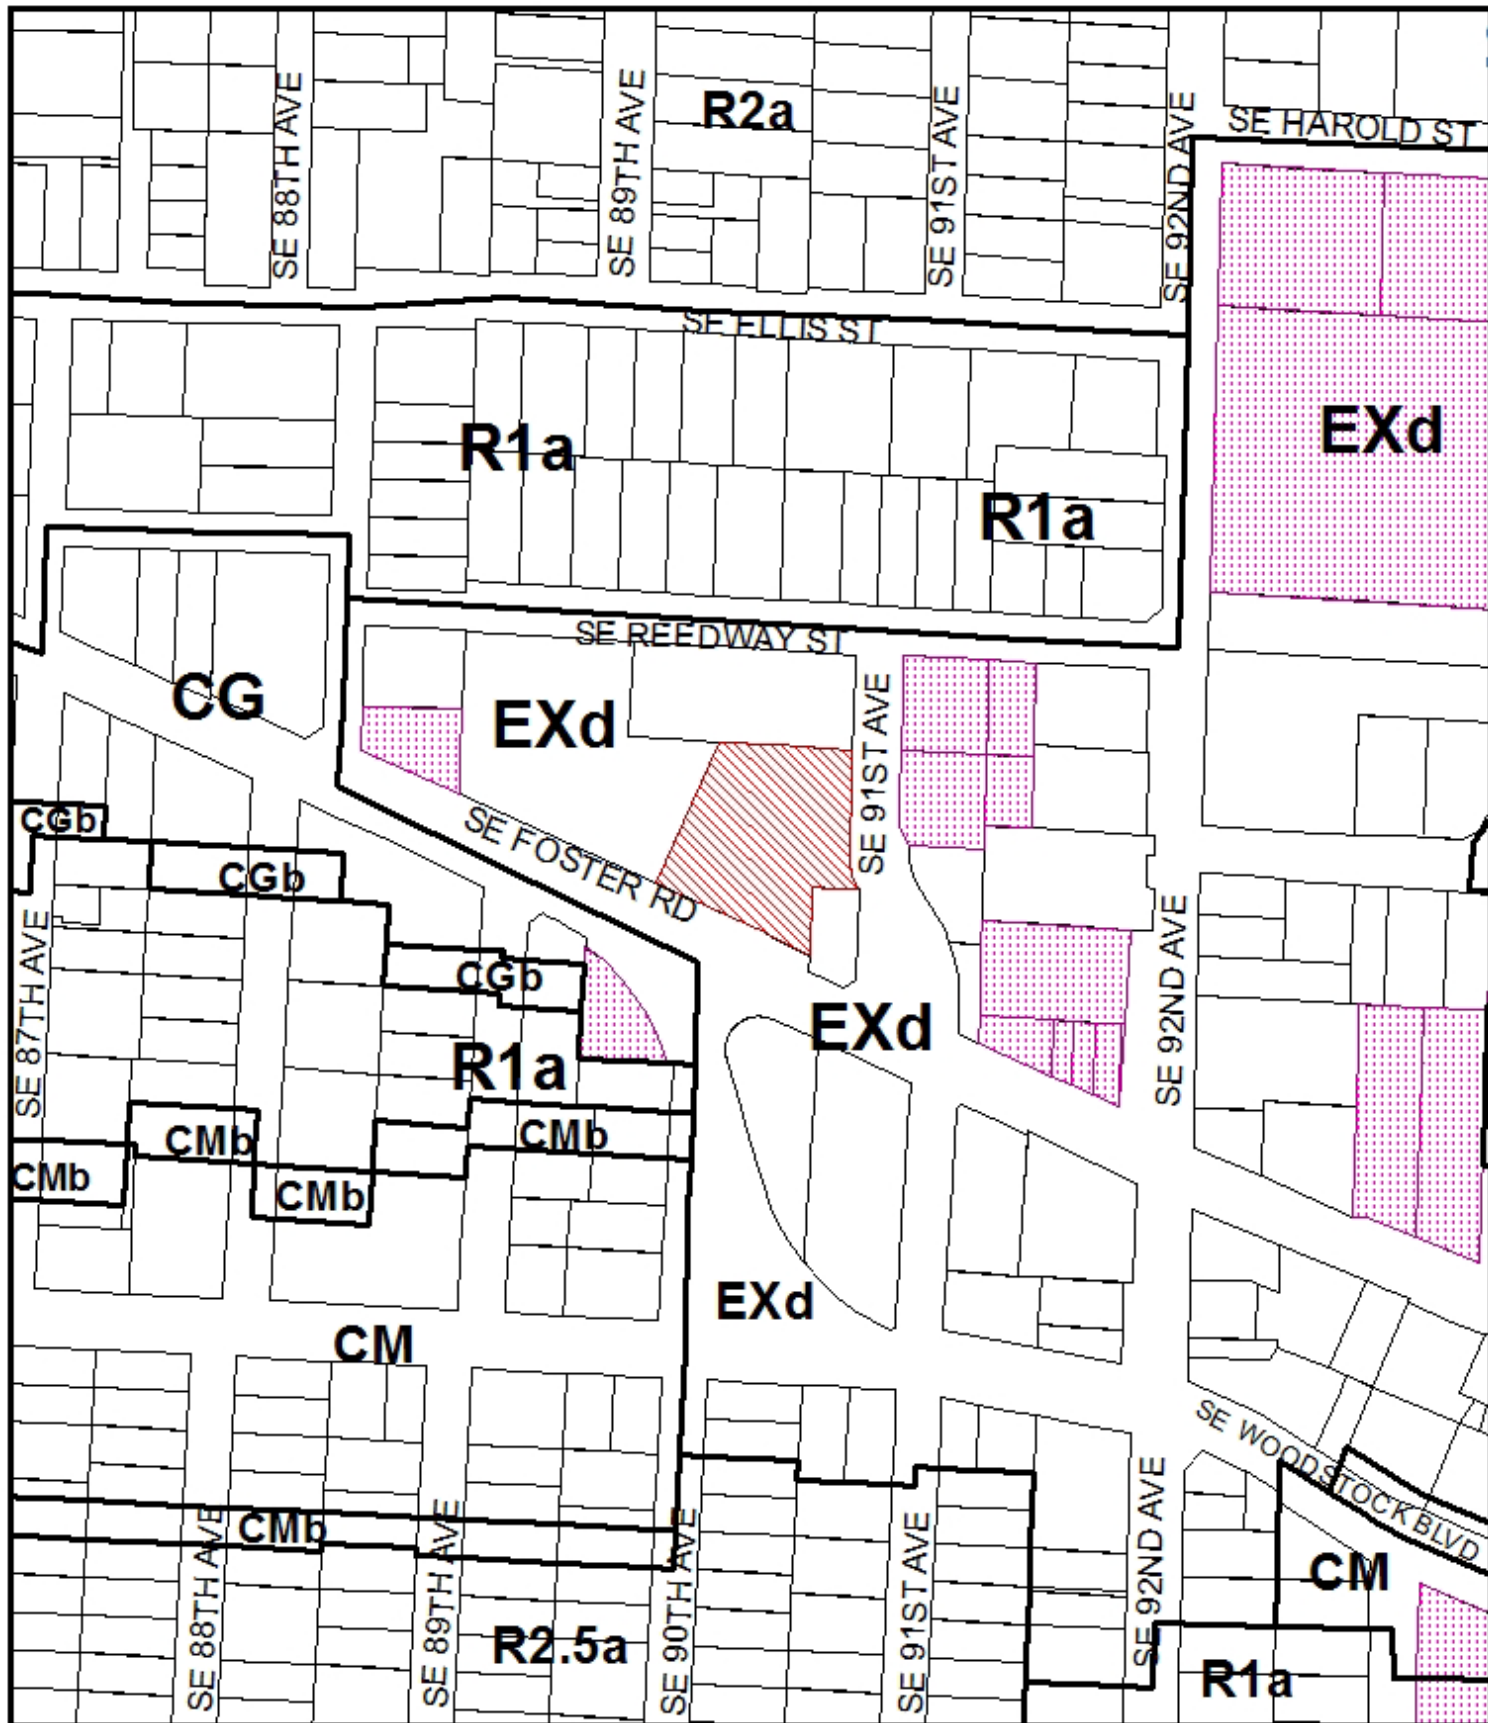 SE 88TH AVE
SE 89TH AVE
R2a
SE 91ST AVE
SE 92ND AVE
SE HAROLD ST
SE ELLIS ST
EXd
R1a
R1a
SE REEDWAY ST
CG
EXd
SE 91ST AVE
CGb
SE FOSTER RD
CGb
SE 87TH AVE
CGb
SE 92ND AVE
EXd
R1a
CMb
CMb
CMb
CMb
EXd
CM
SE WOODSTOCK BLVD
CMb
SE 88TH AVE
SE 89TH AVE
SE 90TH AVE
SE 91ST AVE
SE 92ND AVE
CM
R2.5a
R1a